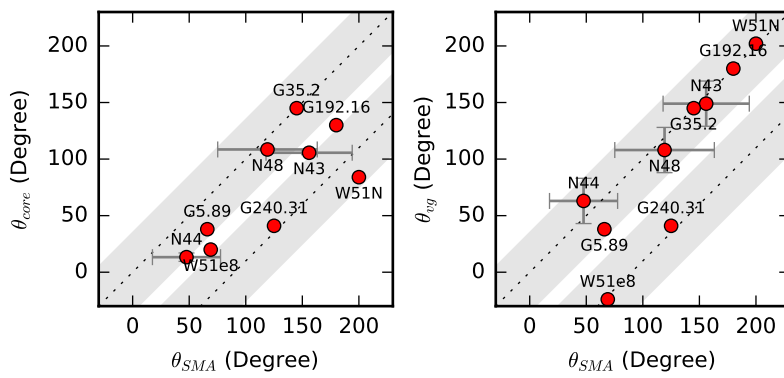 200
150
100
50
0
θcore (Degree)
G35.2
G192.16
N48
N43
W51N
G5.89
G240.31
N44
W51e8
0 50 100 150 200
θSMA (Degree)
200
150
100
50
0
θvg (Degree)
W51N
G192.16
N43
G35.2
N48
N44
G240.31
G5.89
W51e8
0 50 100 150 200
θSMA (Degree)